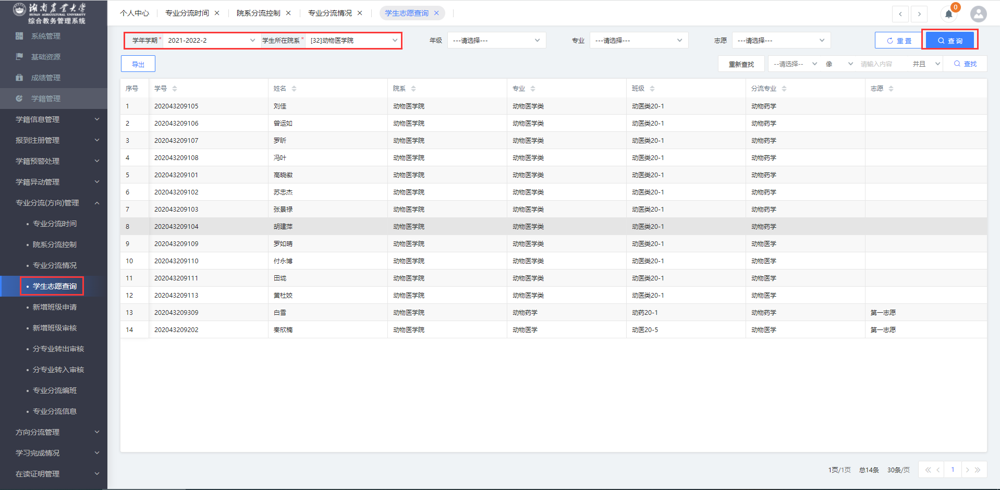 湖南农业大学
HUNAN AGRICULTURAL UNIVERSITY
综合教务管理系统
个人中心 专业分流时间 院系分流控制 专业分流情况 学生志愿查询 0
系统管理
基础资源
成绩管理
学籍管理
学籍信息管理
报到注册管理
学籍预警处理
学籍异动管理
专业分流(方向)管理
• 专业分流时间
• 院系分流控制
• 专业分流情况
• 学生志愿查询
• 新增班级申请
• 新增班级审核
• 分专业转出审核
• 分专业转入审核
• 专业分流编班
• 专业分流信息
方向分流管理
学习完成情况
在读证明管理
学年学期* 2021-2022-2 学生所在院系* [32]动物医学院 年级 ---请选择--- 专业 ---请选择--- 志愿 ---请选择--- 重置 查询
导出 重新查找 --请选择-- 像 请输入内容 并且 查找
序号 学号 姓名 院系 专业 班级 分流专业 志愿
1 202043209105 刘佳 动物医学院 动物医学类 动医类20-1 动物药学
2 202043209106 曾运如 动物医学院 动物医学类 动医类20-1 动物药学
3 202043209107 罗昕 动物医学院 动物医学类 动医类20-1 动物药学
4 202043209108 冯叶 动物医学院 动物医学类 动医类20-1 动物药学
5 202043209101 高晓徽 动物医学院 动物医学类 动医类20-1 动物药学
6 202043209102 苏忠杰 动物医学院 动物医学类 动医类20-1 动物药学
7 202043209103 张景禄 动物医学院 动物医学类 动医类20-1 动物药学
8 202043209104 胡建萍 动物医学院 动物医学类 动医类20-1 动物药学
9 202043209109 罗如晴 动物医学院 动物医学类 动医类20-1 动物医学
10 202043209110 付永博 动物医学院 动物医学类 动医类20-1 动物医学
11 202043209111 田垅 动物医学院 动物医学类 动医类20-1 动物医学
12 202043209113 黄杜姣 动物医学院 动物医学类 动医类20-1 动物医学
13 202043209309 白雪 动物医学院 动物药学 动药20-1 动物药学 第一志愿
14 202043209202 秦欣楠 动物医学院 动物医学 动医20-5 动物医学 第一志愿
1页/1页 总14条 30条/页 1